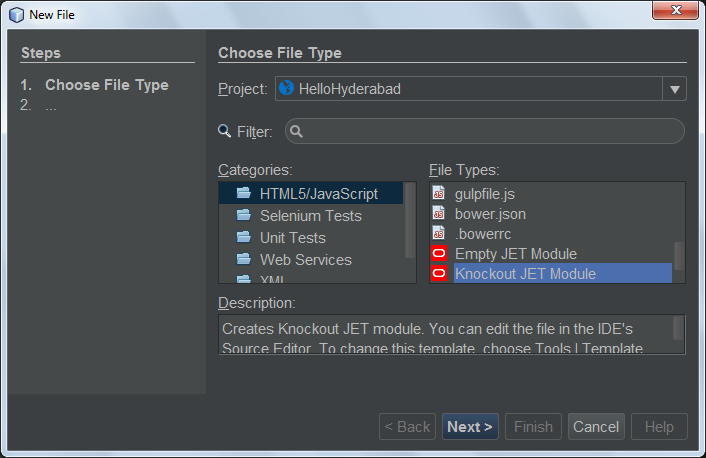 New File
Steps
1. Choose File Type
2. ...
Choose File Type
Project: HelloHyderabad
Filter:
Categories:
HTML5/JavaScript
Selenium Tests
Unit Tests
Web Services
XML
File Types:
gulpfile.js
bower.json
.bowerrc
Empty JET Module
Knockout JET Module
Description:
Creates Knockout JET module. You can edit the file in the IDE's
Source Editor. To change this template, choose Tools | Template
< Back
Next >
Finish
Cancel
Help